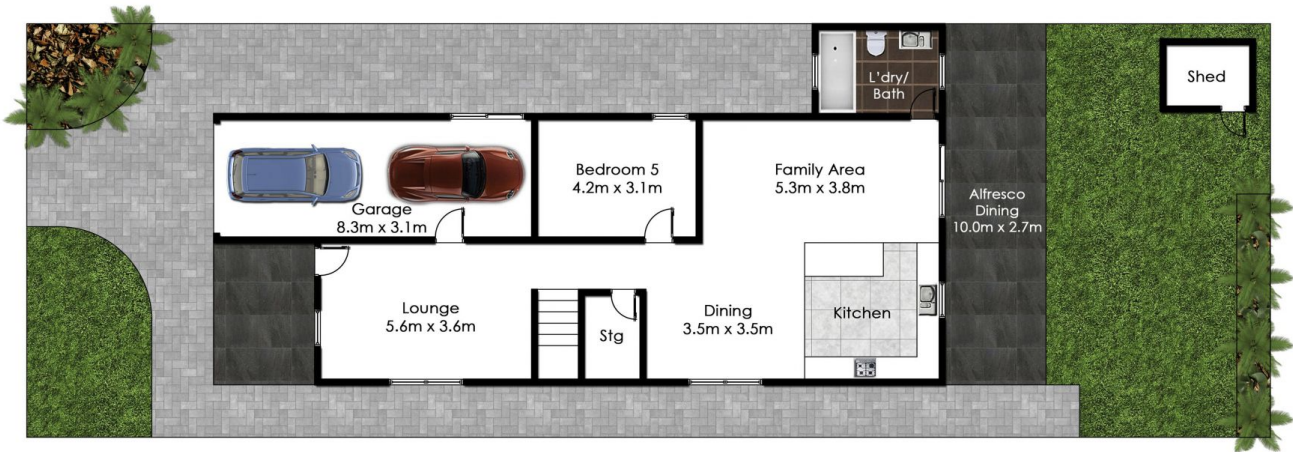 Shed
L'dry/
Bath
Bedroom 5
4.2m x 3.1m
Family Area
5.3m x 3.8m
Garage
8.3m x 3.1m
Alfresco
Dining
10.0m x 2.7m
Lounge
5.6m x 3.6m
Stg
Dining
3.5m x 3.5m
Kitchen